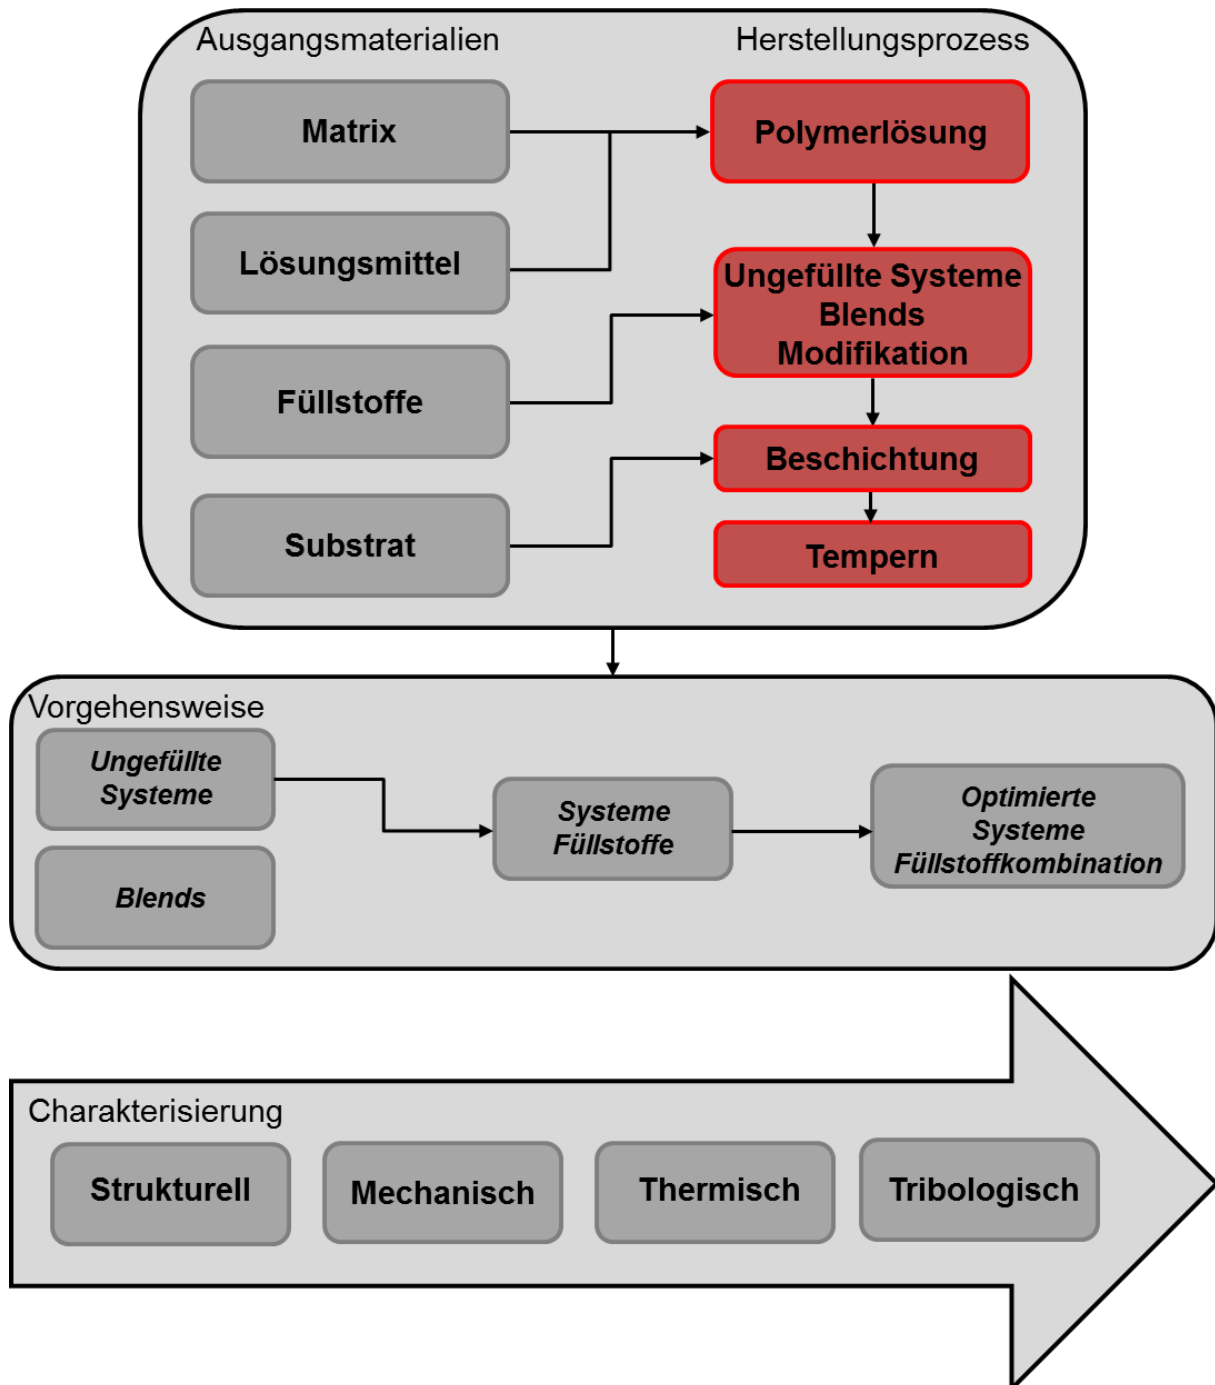 Ausgangsmaterialien
Herstellungsprozess
Matrix
Polymerlösung
Lösungsmittel
Ungefüllte Systeme
Blends
Modifikation
Füllstoffe
Beschichtung
Substrat
Tempern
Vorgehensweise
Ungefüllte
Systeme
Blends
Systeme
Füllstoffe
Optimierte
Systeme
Füllstoffkombination
Charakterisierung
Strukturell
Mechanisch
Thermisch
Tribologisch